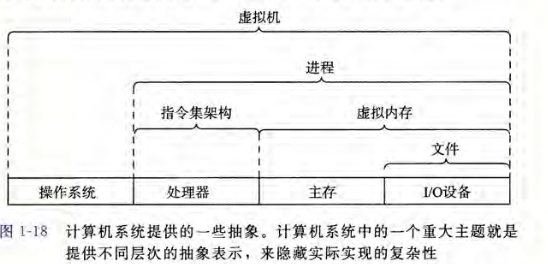 虚拟机
进程
指令集架构 虚拟内存
文件
操作系统 处理器 主存 I/O设备
图 1-18 计算机系统提供的一些抽象。计算机系统中的一个重大主题就是
提供不同层次的抽象表示，来隐藏实际实现的复杂性